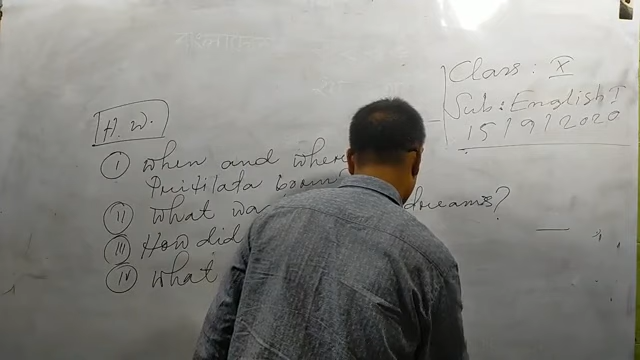 Class: X
Sub: English I
15/9/2020
H.W.
(i) When and where
Pritilata born?
(ii) What was dreams?
(iii) How did
(iv) What